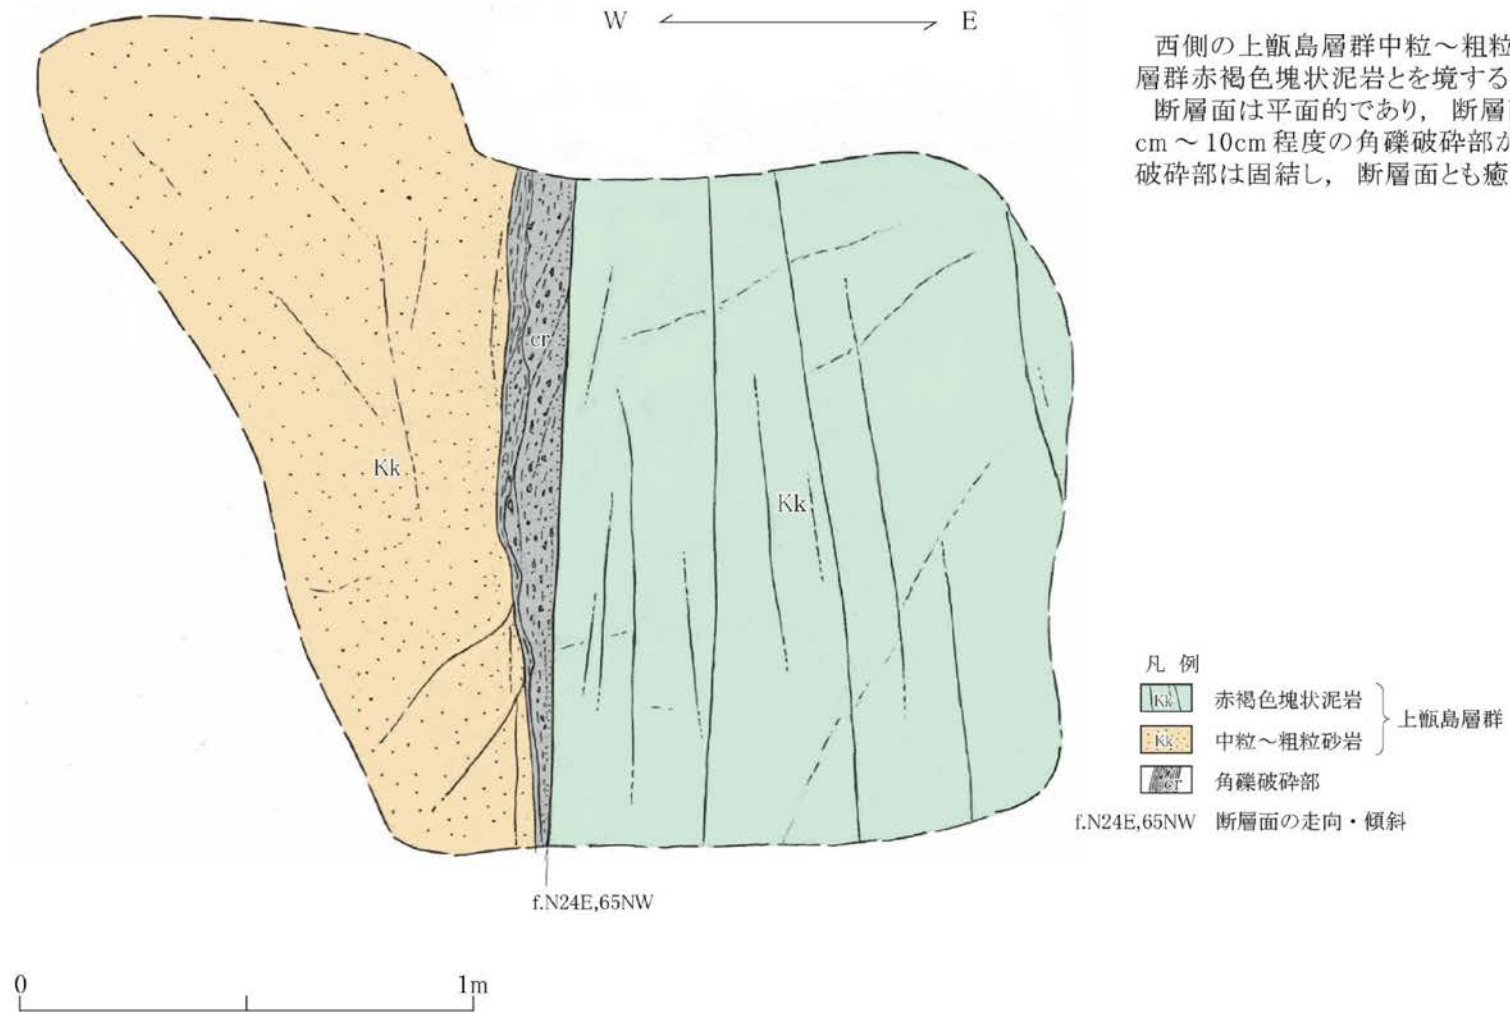 W E
西側の上甑島層群中粒～粗粒
層群赤褐色塊状泥岩とを境する
断層面は平面的であり， 断層
cm～10cm 程度の角礫破砕部が
破砕部は固結し， 断層面とも癒
cr
Kk
Kk
凡 例
Kk 赤褐色塊状泥岩
上甑島層群
Kk 中粒～粗粒砂岩
cr 角礫破砕部
f.N24E,65NW 断層面の走向・傾斜
f.N24E,65NW
0 1m